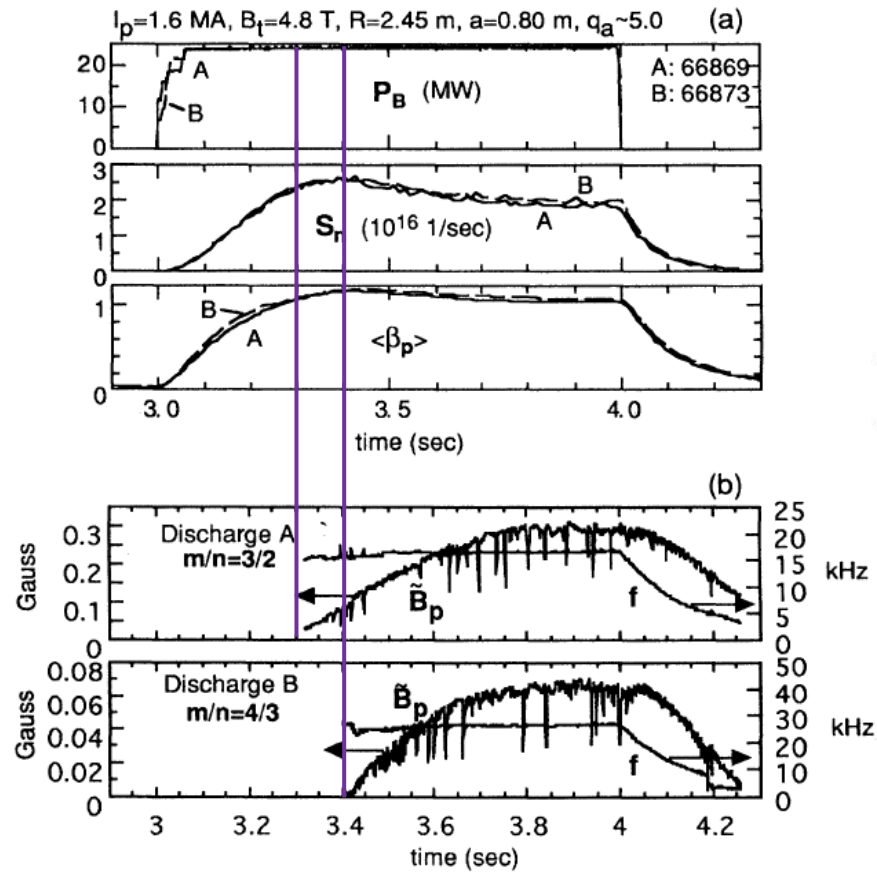 Ip=1.6 MA, Bt=4.8 T, R=2.45 m, a=0.80 m, qa~5.0 (a)
20
10
0
A
B
PB (MW)
A: 66869
B: 66873
3
2
1
0
Sn (10^16 1/sec)
B
A
1
0
B
A
<βp>
3.0 3.5 4.0
time (sec)
(b)
Gauss
0.3
0.2
0.1
0
Discharge A
m/n=3/2
B̃p
f
25
20
15
10
5
0
kHz
Gauss
0.08
0.06
0.04
0.02
0
Discharge B
m/n=4/3
B̃p
f
50
40
30
20
10
0
kHz
3 3.2 3.4 3.6 3.8 4 4.2
time (sec)